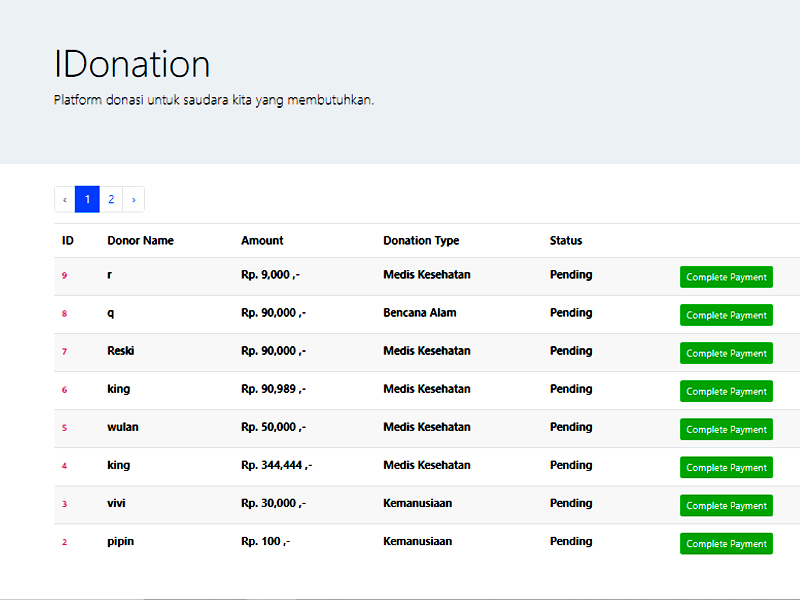 IDonation
Platform donasi untuk saudara kita yang membutuhkan.
‹ 1 2 ›
ID Donor Name Amount Donation Type Status
9 r Rp. 9,000 ,- Medis Kesehatan Pending Complete Payment
8 q Rp. 90,000 ,- Bencana Alam Pending Complete Payment
7 Reski Rp. 90,000 ,- Medis Kesehatan Pending Complete Payment
6 king Rp. 90,989 ,- Medis Kesehatan Pending Complete Payment
5 wulan Rp. 50,000 ,- Medis Kesehatan Pending Complete Payment
4 king Rp. 344,444 ,- Medis Kesehatan Pending Complete Payment
3 vivi Rp. 30,000 ,- Kemanusiaan Pending Complete Payment
2 pipin Rp. 100 ,- Kemanusiaan Pending Complete Payment